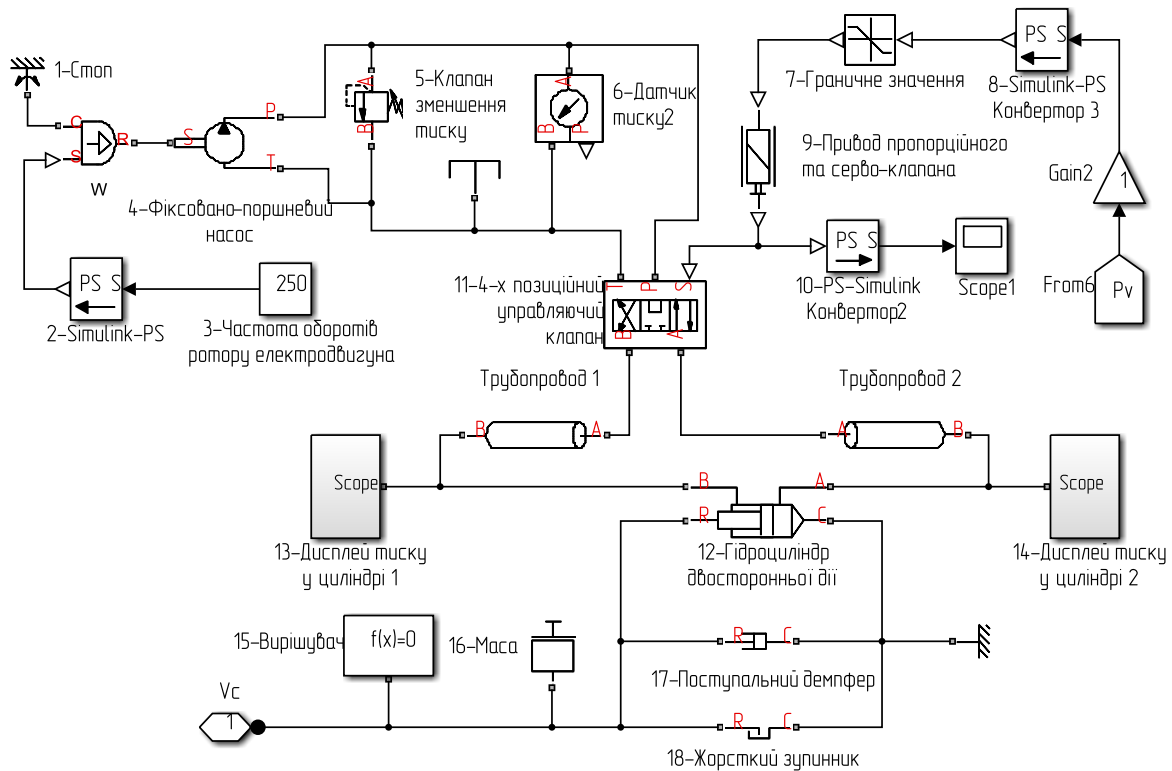 1-Стоп
C
S
R
W
S
P
T
4-Фіксовано-поршневий
насос
PS S
2-Simulink-PS
250
3-Частота оборотів
ротору електродвигуна
A
B
5-Клапан
зменшення
тиску
A
B
P
6-Датчик
тиску2
7-Граничне значення
PS S
8-Simulink-PS
Конвертор 3
9-Привод пропорційного
та серво-клапана
Gain2
1
From6
Pv
PS S
10-PS-Simulink
Конвертор2
Scope1
11-4-х позиційний
управляючий
клапан
T
P
S
B
A
Трубопровод 1
B
A
Трубопровод 2
A
B
Scope
13-Дисплей тиску
у циліндрі 1
B
A
R
C
12-Гідроциліндр
двосторонньої дії
Scope
14-Дисплей тиску
у циліндрі 2
15-Вирішувач
f(x)=0
16-Маса
R
C
17-Поступальний демпфер
Vc
1
R
C
18-Жорсткий зупинник